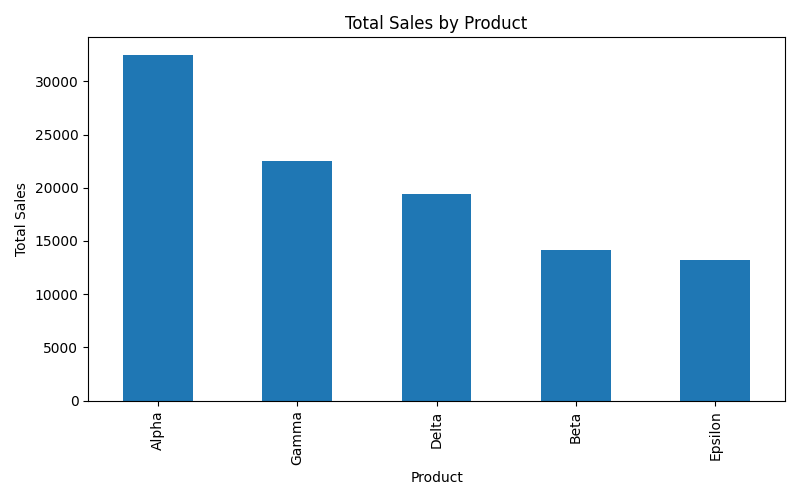 Total Sales by Product
Total Sales
30000
25000
20000
15000
10000
5000
0
Alpha
Gamma
Delta
Beta
Epsilon
Product